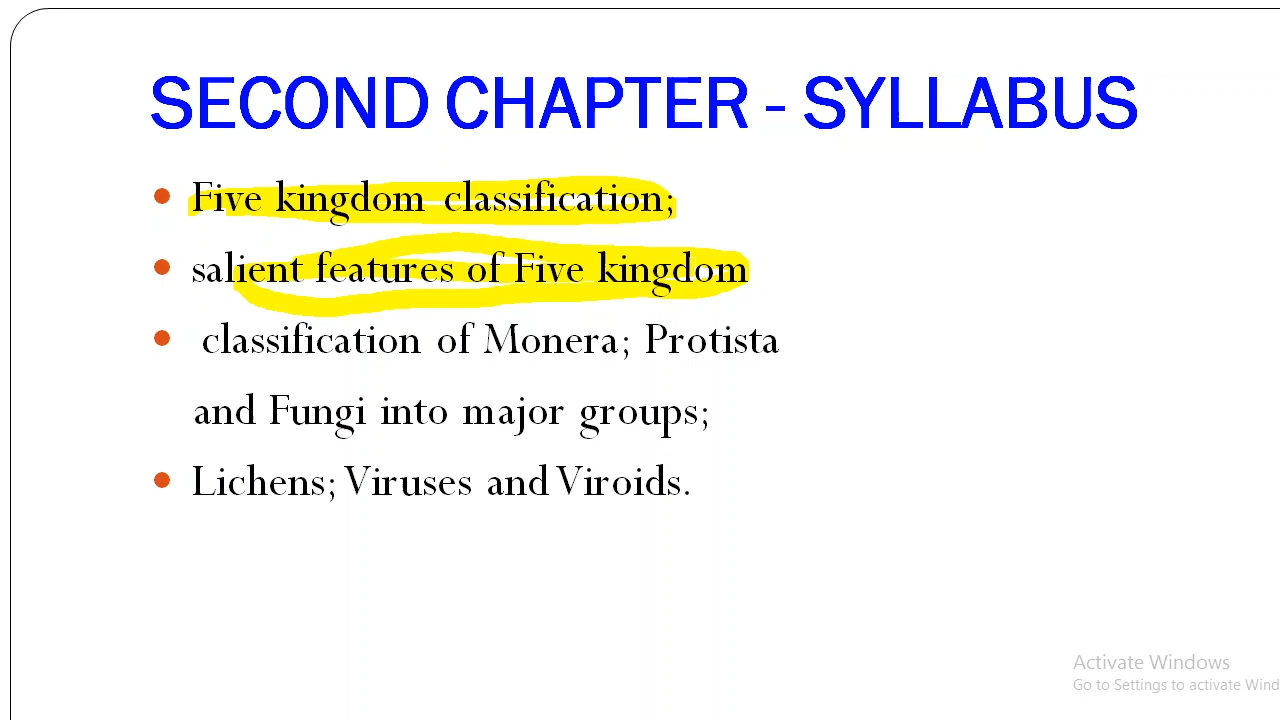 SECOND CHAPTER - SYLLABUS
Five kingdom classification;
salient features of Five kingdom
classification of Monera; Protista
and Fungi into major groups;
Lichens; Viruses and Viroids.
Activate Windows
Go to Settings to activate Wind